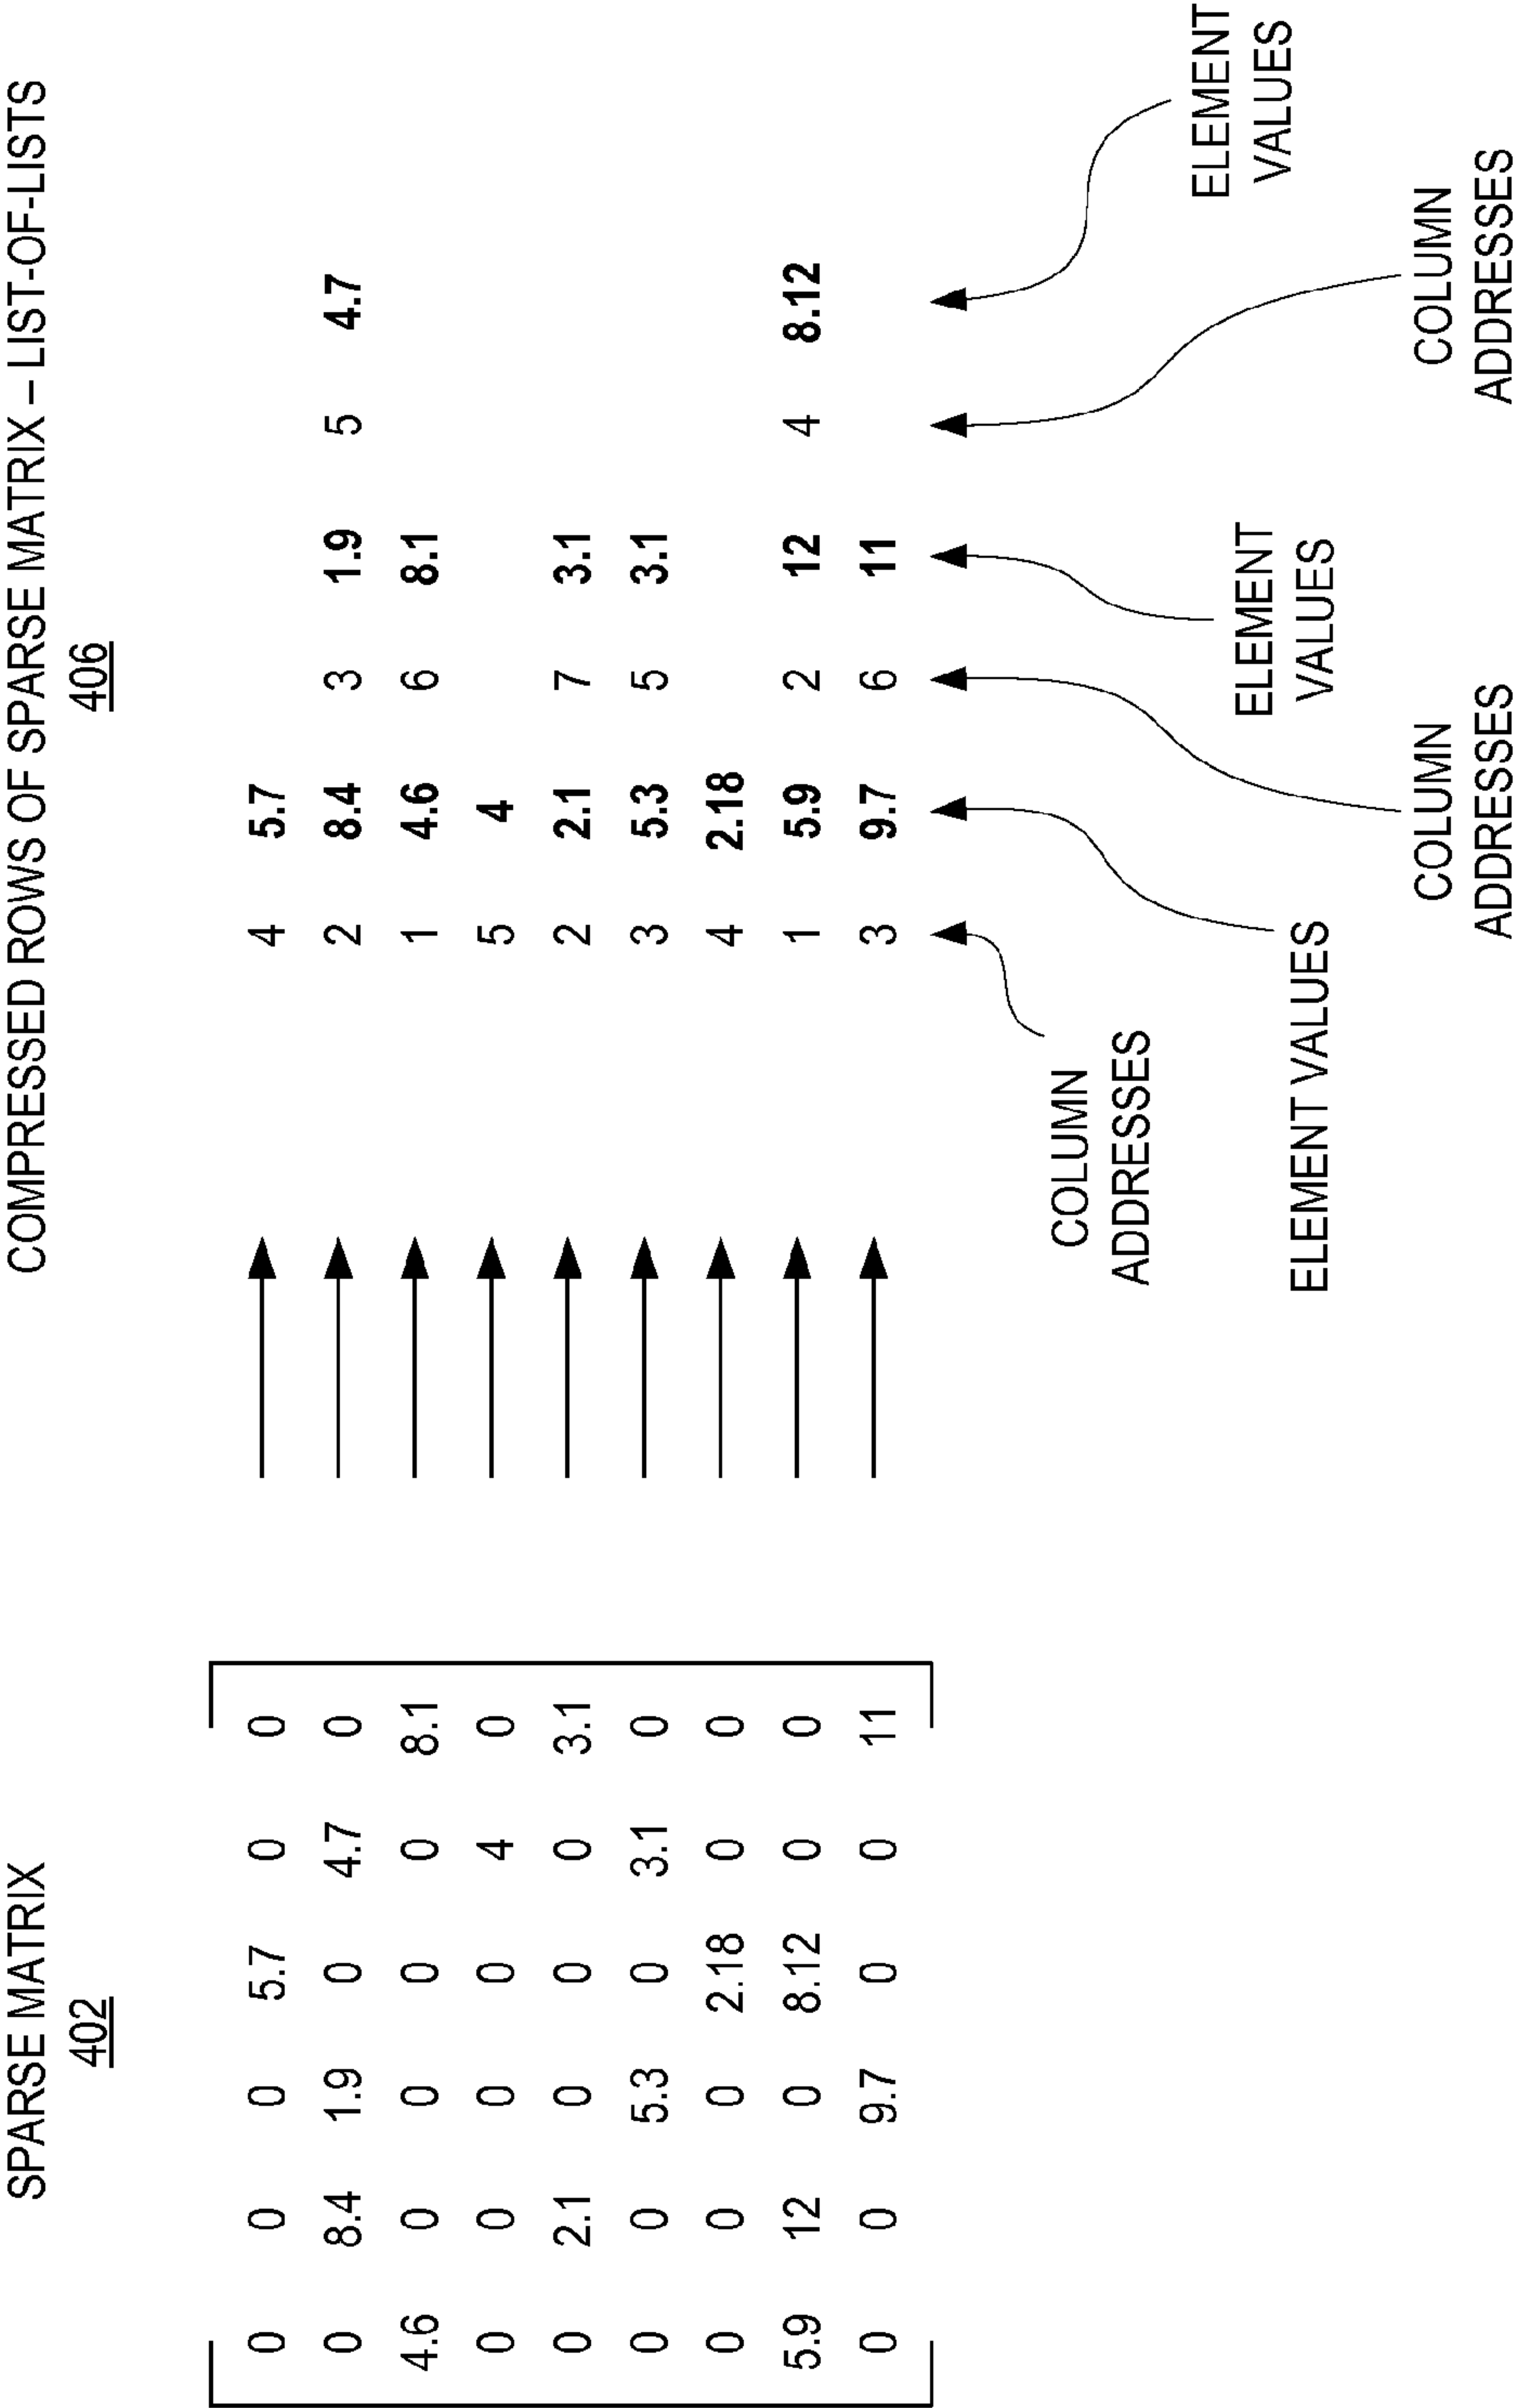 SPARSE MATRIX
402
0 0 0 5.7 0 0
0 8.4 1.9 0 4.7 0
4.6 0 0 0 0 8.1
0 0 0 0 4 0
0 2.1 0 0 0 3.1
0 0 5.3 0 3.1 0
0 0 0 2.18 0 0
5.9 12 0 8.12 0 0
0 0 9.7 0 0 11
COMPRESSED ROWS OF SPARSE MATRIX – LIST-OF-LISTS
406
4 5.7
2 8.4 3 1.9 5 4.7
1 4.6 6 8.1
5 4
2 2.1 7 3.1
3 5.3 5 3.1
4 2.18
1 5.9 2 12 4 8.12
3 9.7 6 11
COLUMN
ADDRESSES
ELEMENT VALUES
COLUMN
ADDRESSES
ELEMENT
VALUES
COLUMN
ADDRESSES
ELEMENT
VALUES